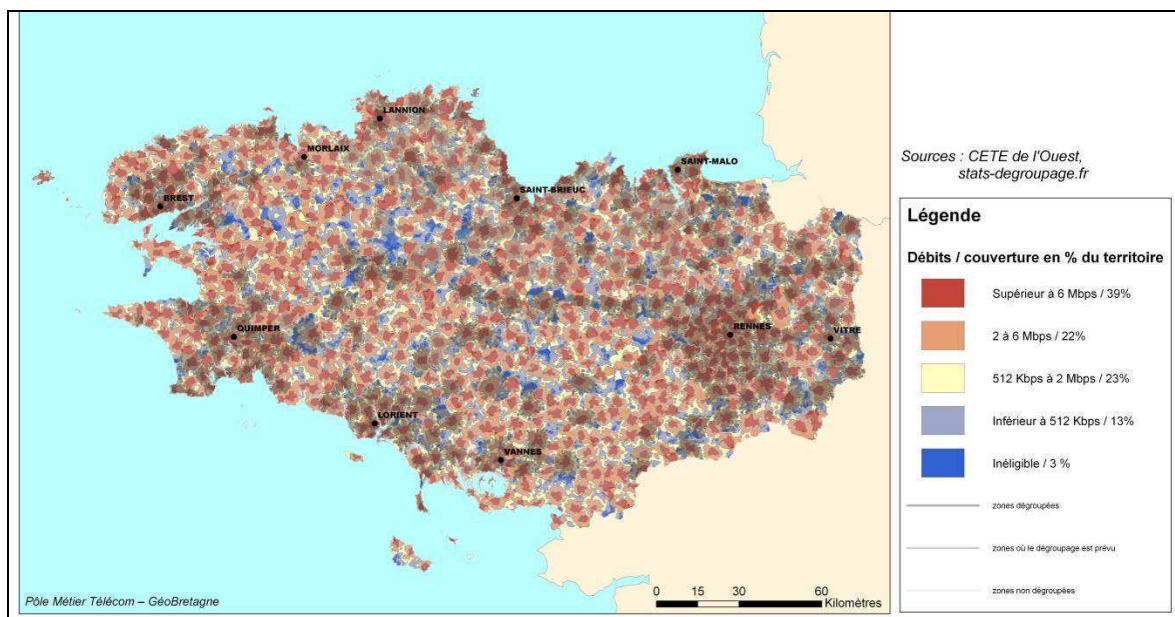 LANNION
MORLAIX
SAINT-MALO
SAINT-BRIEUC
BREST
QUIMPER
RENNES
VITRE
LORIENT
VANNES
Pôle Métier Télécom – GéoBretagne
0 15 30 60
Kilomètres
Sources : CETE de l'Ouest,
stats-degroupage.fr
Légende
Débits / couverture en % du territoire
Supérieur à 6 Mbps / 39%
2 à 6 Mbps / 22%
512 Kbps à 2 Mbps / 23%
Inférieur à 512 Kbps / 13%
Inéligible / 3 %
zones dégroupées
zones où le dégroupage est prévu
zones non dégroupées